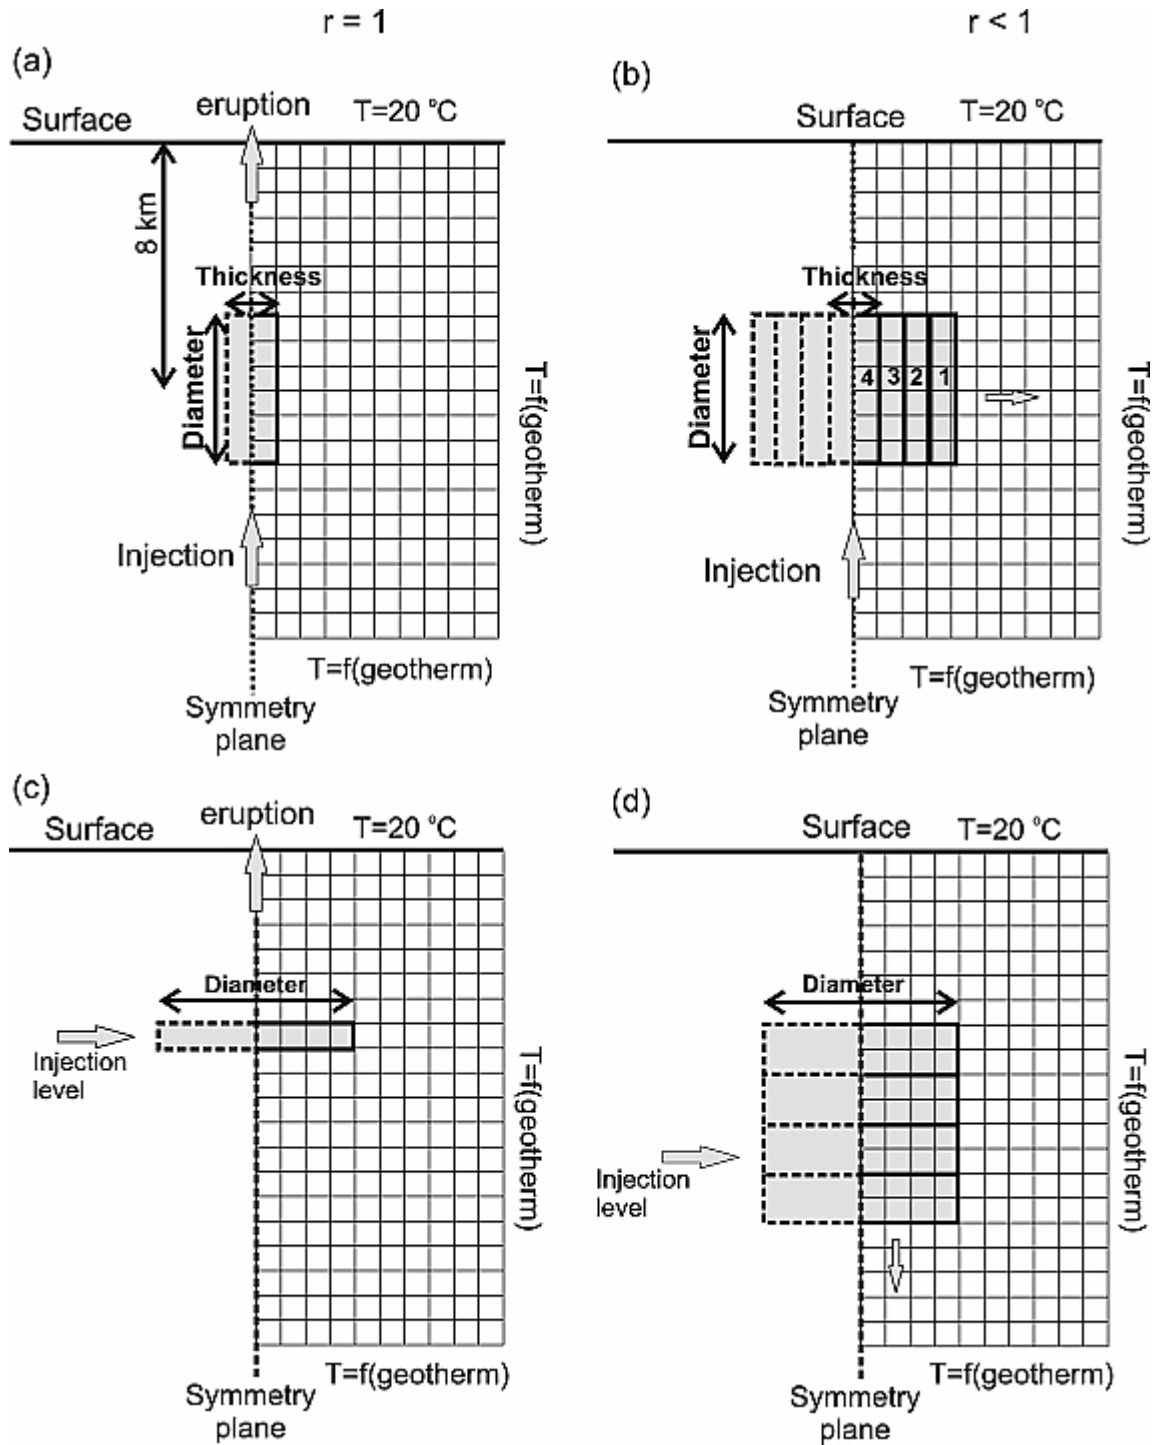 r = 1
r < 1
(a)
eruption
T=20 °C
Surface
8 km
Thickness
Diameter
T=f(geotherm)
Injection
T=f(geotherm)
Symmetry
plane
(b)
Surface
T=20 °C
Thickness
Diameter
4 3 2 1
T=f(geotherm)
Injection
T=f(geotherm)
Symmetry
plane
(c)
eruption
Surface
T=20 °C
Diameter
Injection
level
T=f(geotherm)
T=f(geotherm)
Symmetry
plane
(d)
Surface
T=20 °C
Diameter
Injection
level
T=f(geotherm)
T=f(geotherm)
Symmetry
plane